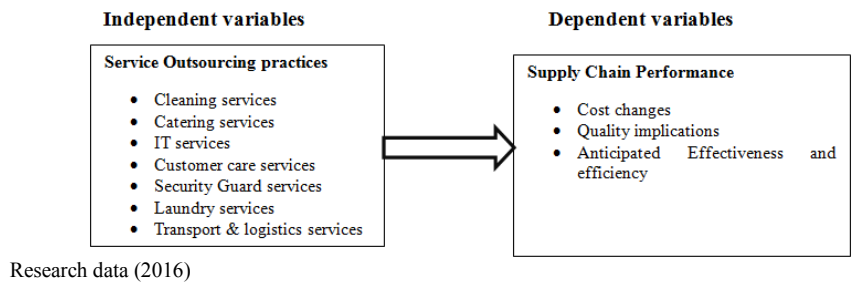 Independent variables
Service Outsourcing practices
• Cleaning services
• Catering services
• IT services
• Customer care services
• Security Guard services
• Laundry services
• Transport & logistics services
Dependent variables
Supply Chain Performance
• Cost changes
• Quality implications
• Anticipated Effectiveness and
efficiency
Research data (2016)